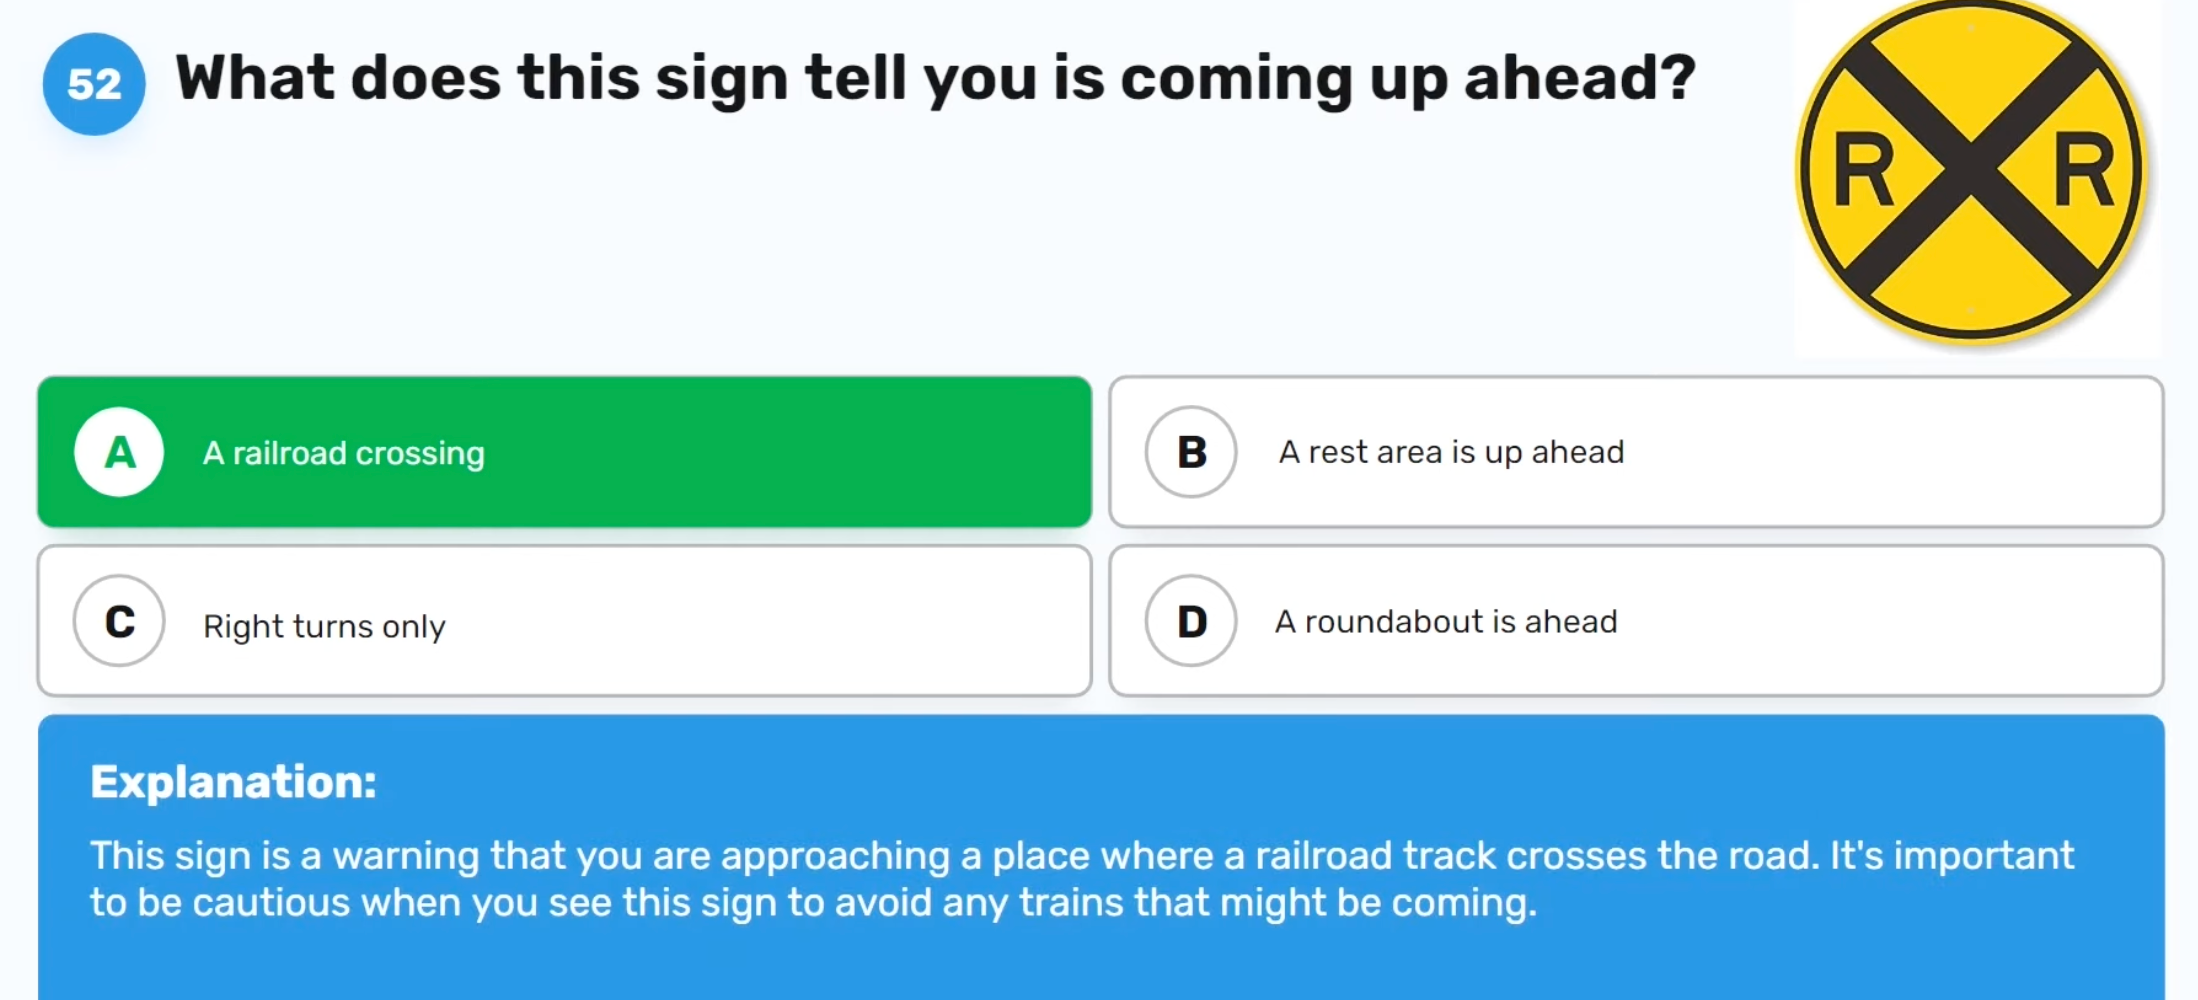 52
What does this sign tell you is coming up ahead?
R R
A
A railroad crossing
B
A rest area is up ahead
C
Right turns only
D
A roundabout is ahead
Explanation:
This sign is a warning that you are approaching a place where a railroad track crosses the road. It's important
to be cautious when you see this sign to avoid any trains that might be coming.